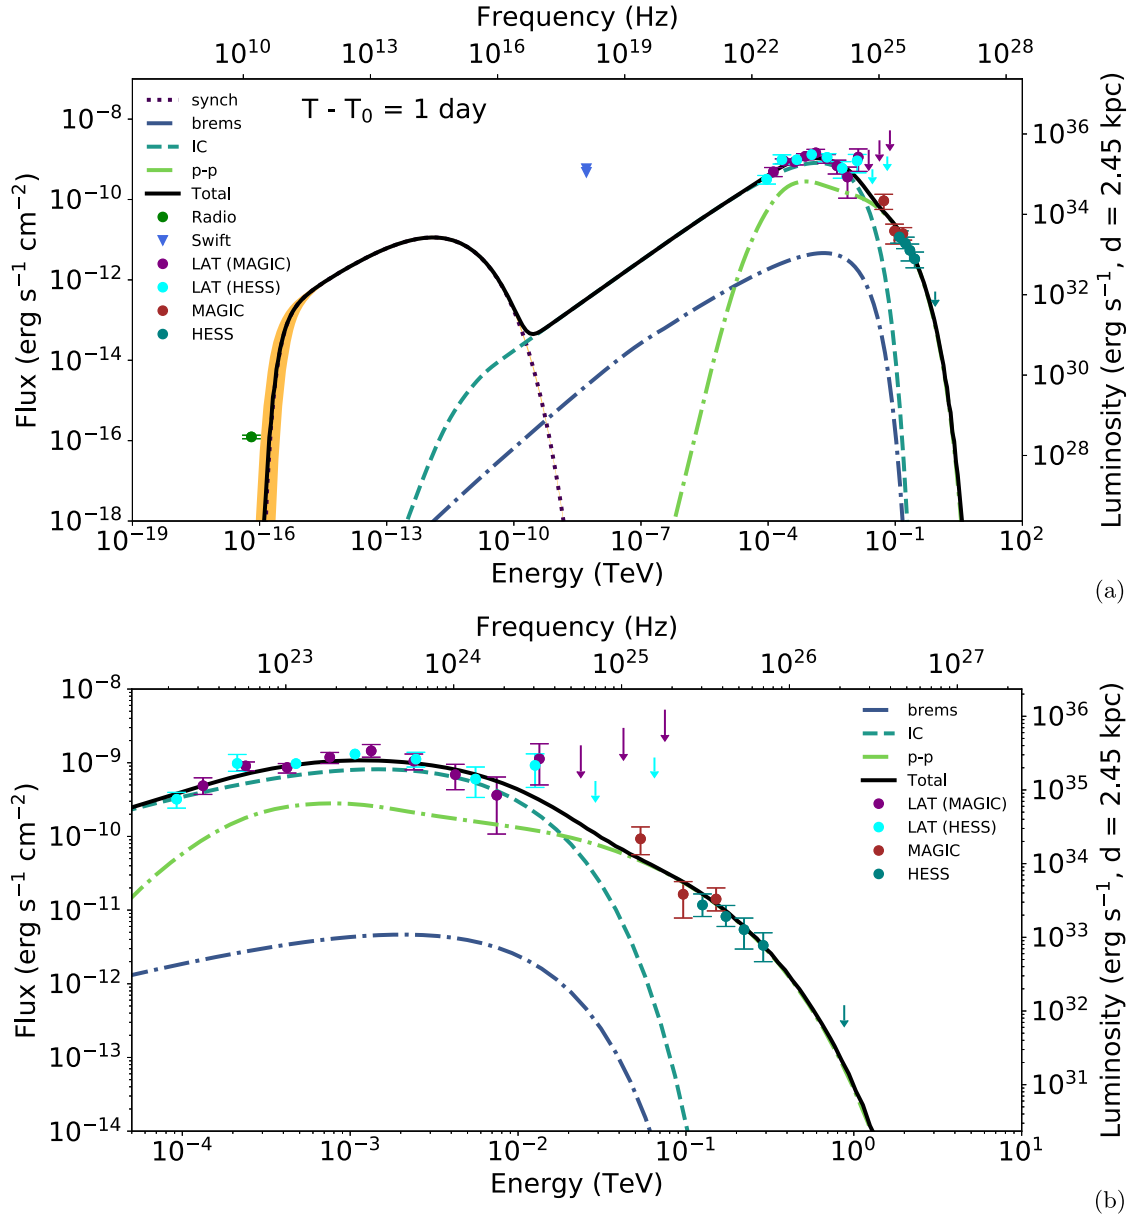 Frequency (Hz)
10^10 10^13 10^16 10^19 10^22 10^25 10^28
T - T_0 = 1 day
synch
brems
IC
p-p
Total
Radio
Swift
LAT (MAGIC)
LAT (HESS)
MAGIC
HESS
Flux (erg s^−1 cm^−2)
10^−8
10^−10
10^−12
10^−14
10^−16
10^−18
Luminosity (erg s^−1, d = 2.45 kpc)
10^36
10^34
10^32
10^30
10^28
10^−19 10^−16 10^−13 10^−10 10^−7 10^−4 10^−1 10^2
Energy (TeV)
(a)
Frequency (Hz)
10^23 10^24 10^25 10^26 10^27
brems
IC
p-p
Total
LAT (MAGIC)
LAT (HESS)
MAGIC
HESS
Flux (erg s^−1 cm^−2)
10^−8
10^−9
10^−10
10^−11
10^−12
10^−13
10^−14
Luminosity (erg s^−1, d = 2.45 kpc)
10^36
10^35
10^34
10^33
10^32
10^31
10^−4 10^−3 10^−2 10^−1 10^0 10^1
Energy (TeV)
(b)